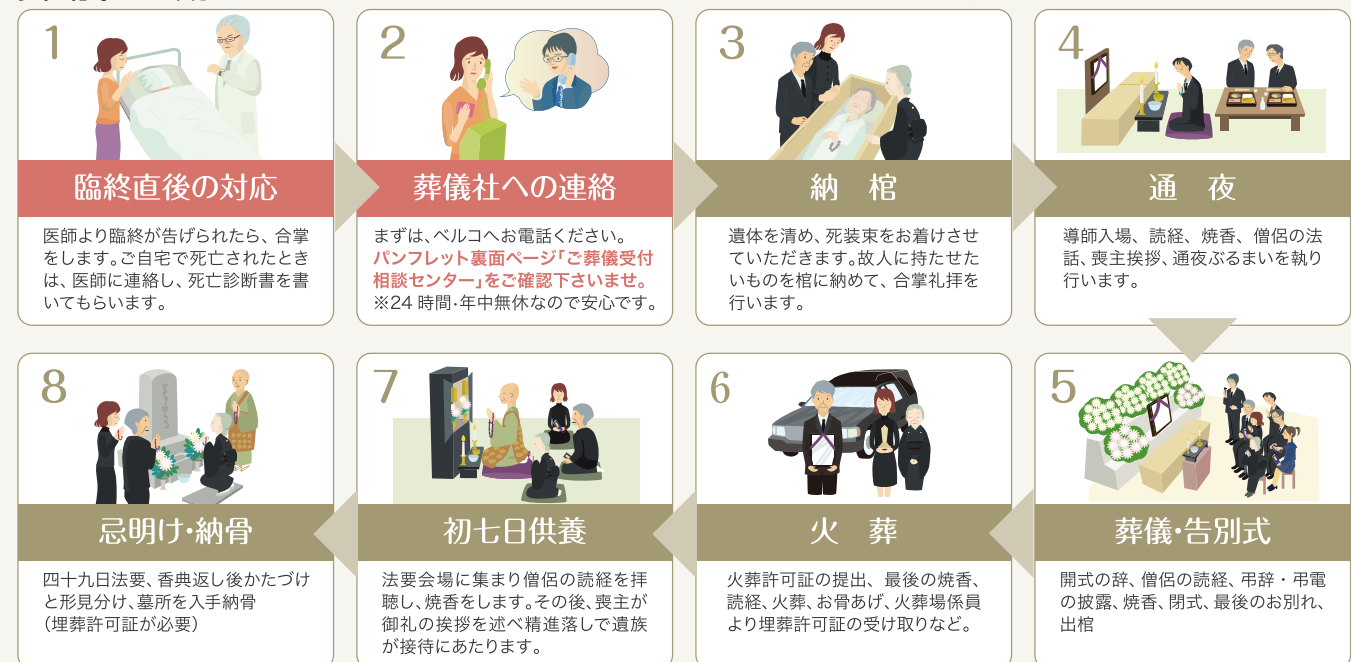 1
臨終直後の対応
医師より臨終が告げられたら、合掌
をします。ご自宅で死亡されたとき
は、医師に連絡し、死亡診断書を書
いてもらいます。
2
葬儀社への連絡
まずは、ベルコへお電話ください。
パンフレット裏面ページ「ご葬儀受付
相談センター」をご確認下さいませ。
※24時間・年中無休なので安心です。
3
納 棺
遺体を清め、死装束をお着けさせ
ていただきます。故人に持たせた
いものを棺に納めて、合掌礼拝を
行います。
4
通 夜
導師入場、読経、焼香、僧侶の法
話、喪主挨拶、通夜ぶるまいを執り
行います。
5
葬儀・告別式
開式の辞、僧侶の読経、弔辞・弔電
の披露、焼香、閉式、最後のお別れ、
出棺
6
火 葬
火葬許可証の提出、最後の焼香、
読経、火葬、お骨あげ、火葬場係員
より埋葬許可証の受け取りなど。
7
初七日供養
法要会場に集まり僧侶の読経を拝
聴し、焼香をします。その後、喪主が
御礼の挨拶を述べ精進落しで遺族
が接待にあたります。
8
忌明け・納骨
四十九日法要、香典返し後かたづけ
と形見分け、墓所を入手納骨
（埋葬許可証が必要）